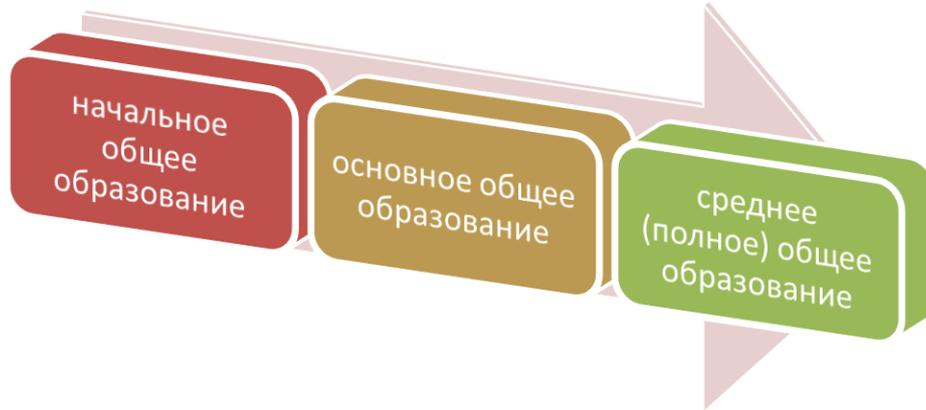 начальное
общее
образование
основное общее
образование
среднее
(полное) общее
образование